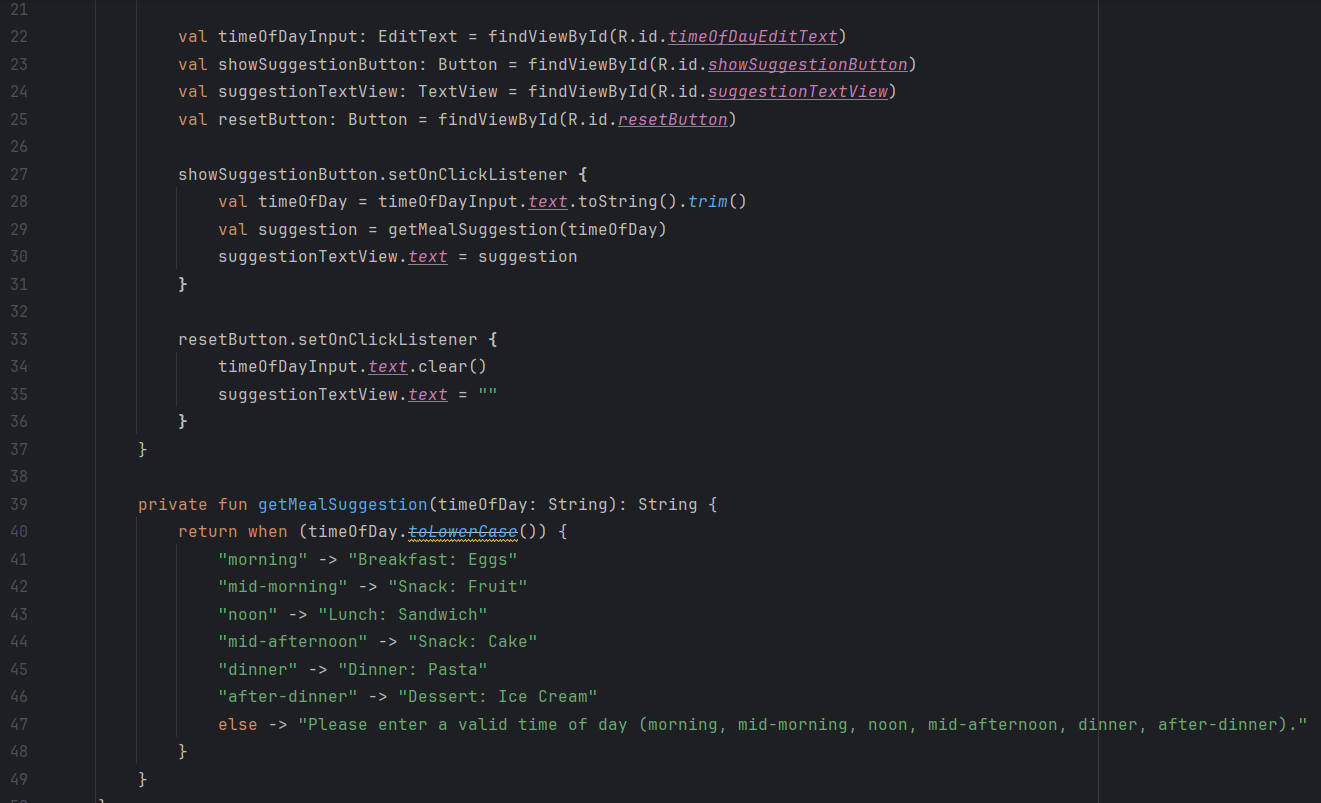 21
22 val timeOfDayInput: EditText = findViewById(R.id.timeOfDayEditText)
23 val showSuggestionButton: Button = findViewById(R.id.showSuggestionButton)
24 val suggestionTextView: TextView = findViewById(R.id.suggestionTextView)
25 val resetButton: Button = findViewById(R.id.resetButton)
26
27 showSuggestionButton.setOnClickListener {
28 val timeOfDay = timeOfDayInput.text.toString().trim()
29 val suggestion = getMealSuggestion(timeOfDay)
30 suggestionTextView.text = suggestion
31 }
32
33 resetButton.setOnClickListener {
34 timeOfDayInput.text.clear()
35 suggestionTextView.text = ""
36 }
37 }
38
39 private fun getMealSuggestion(timeOfDay: String): String {
40 return when (timeOfDay.toLowerCase()) {
41 "morning" -> "Breakfast: Eggs"
42 "mid-morning" -> "Snack: Fruit"
43 "noon" -> "Lunch: Sandwich"
44 "mid-afternoon" -> "Snack: Cake"
45 "dinner" -> "Dinner: Pasta"
46 "after-dinner" -> "Dessert: Ice Cream"
47 else -> "Please enter a valid time of day (morning, mid-morning, noon, mid-afternoon, dinner, after-dinner)."
48 }
49 }